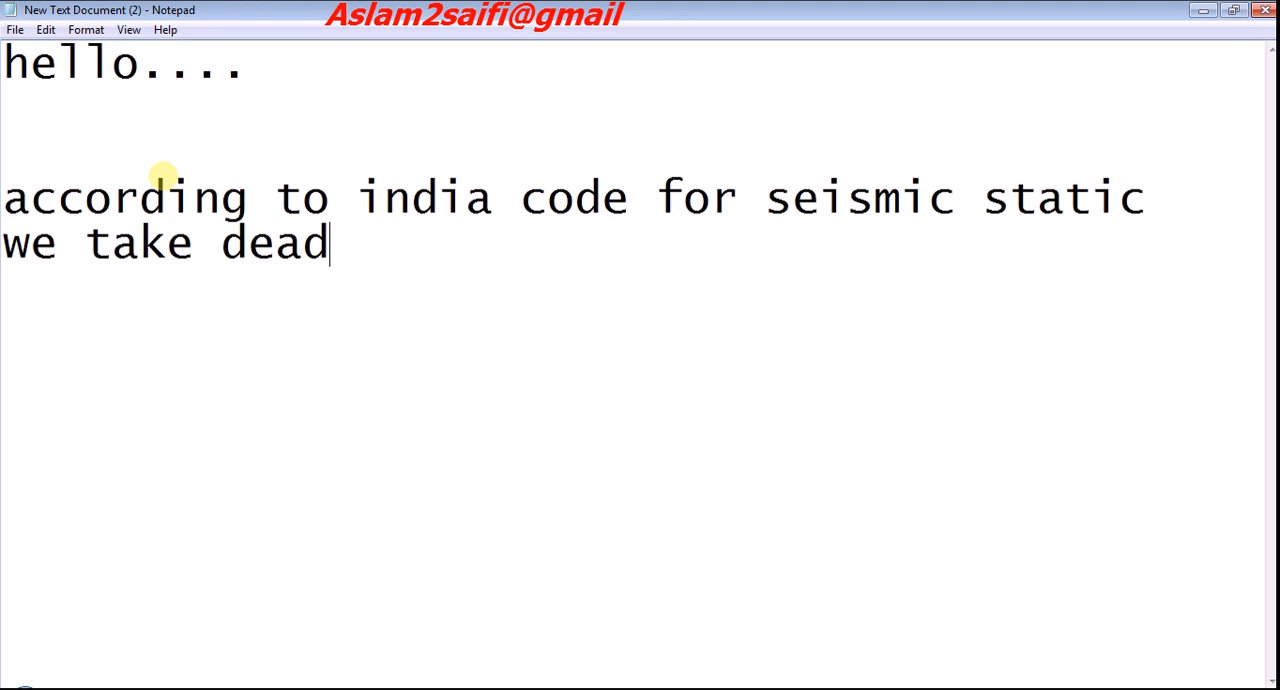 New Text Document (2) - Notepad
Aslam2saifi@gmail
File Edit Format View Help
hello....
according to india code for seismic static
we take dead